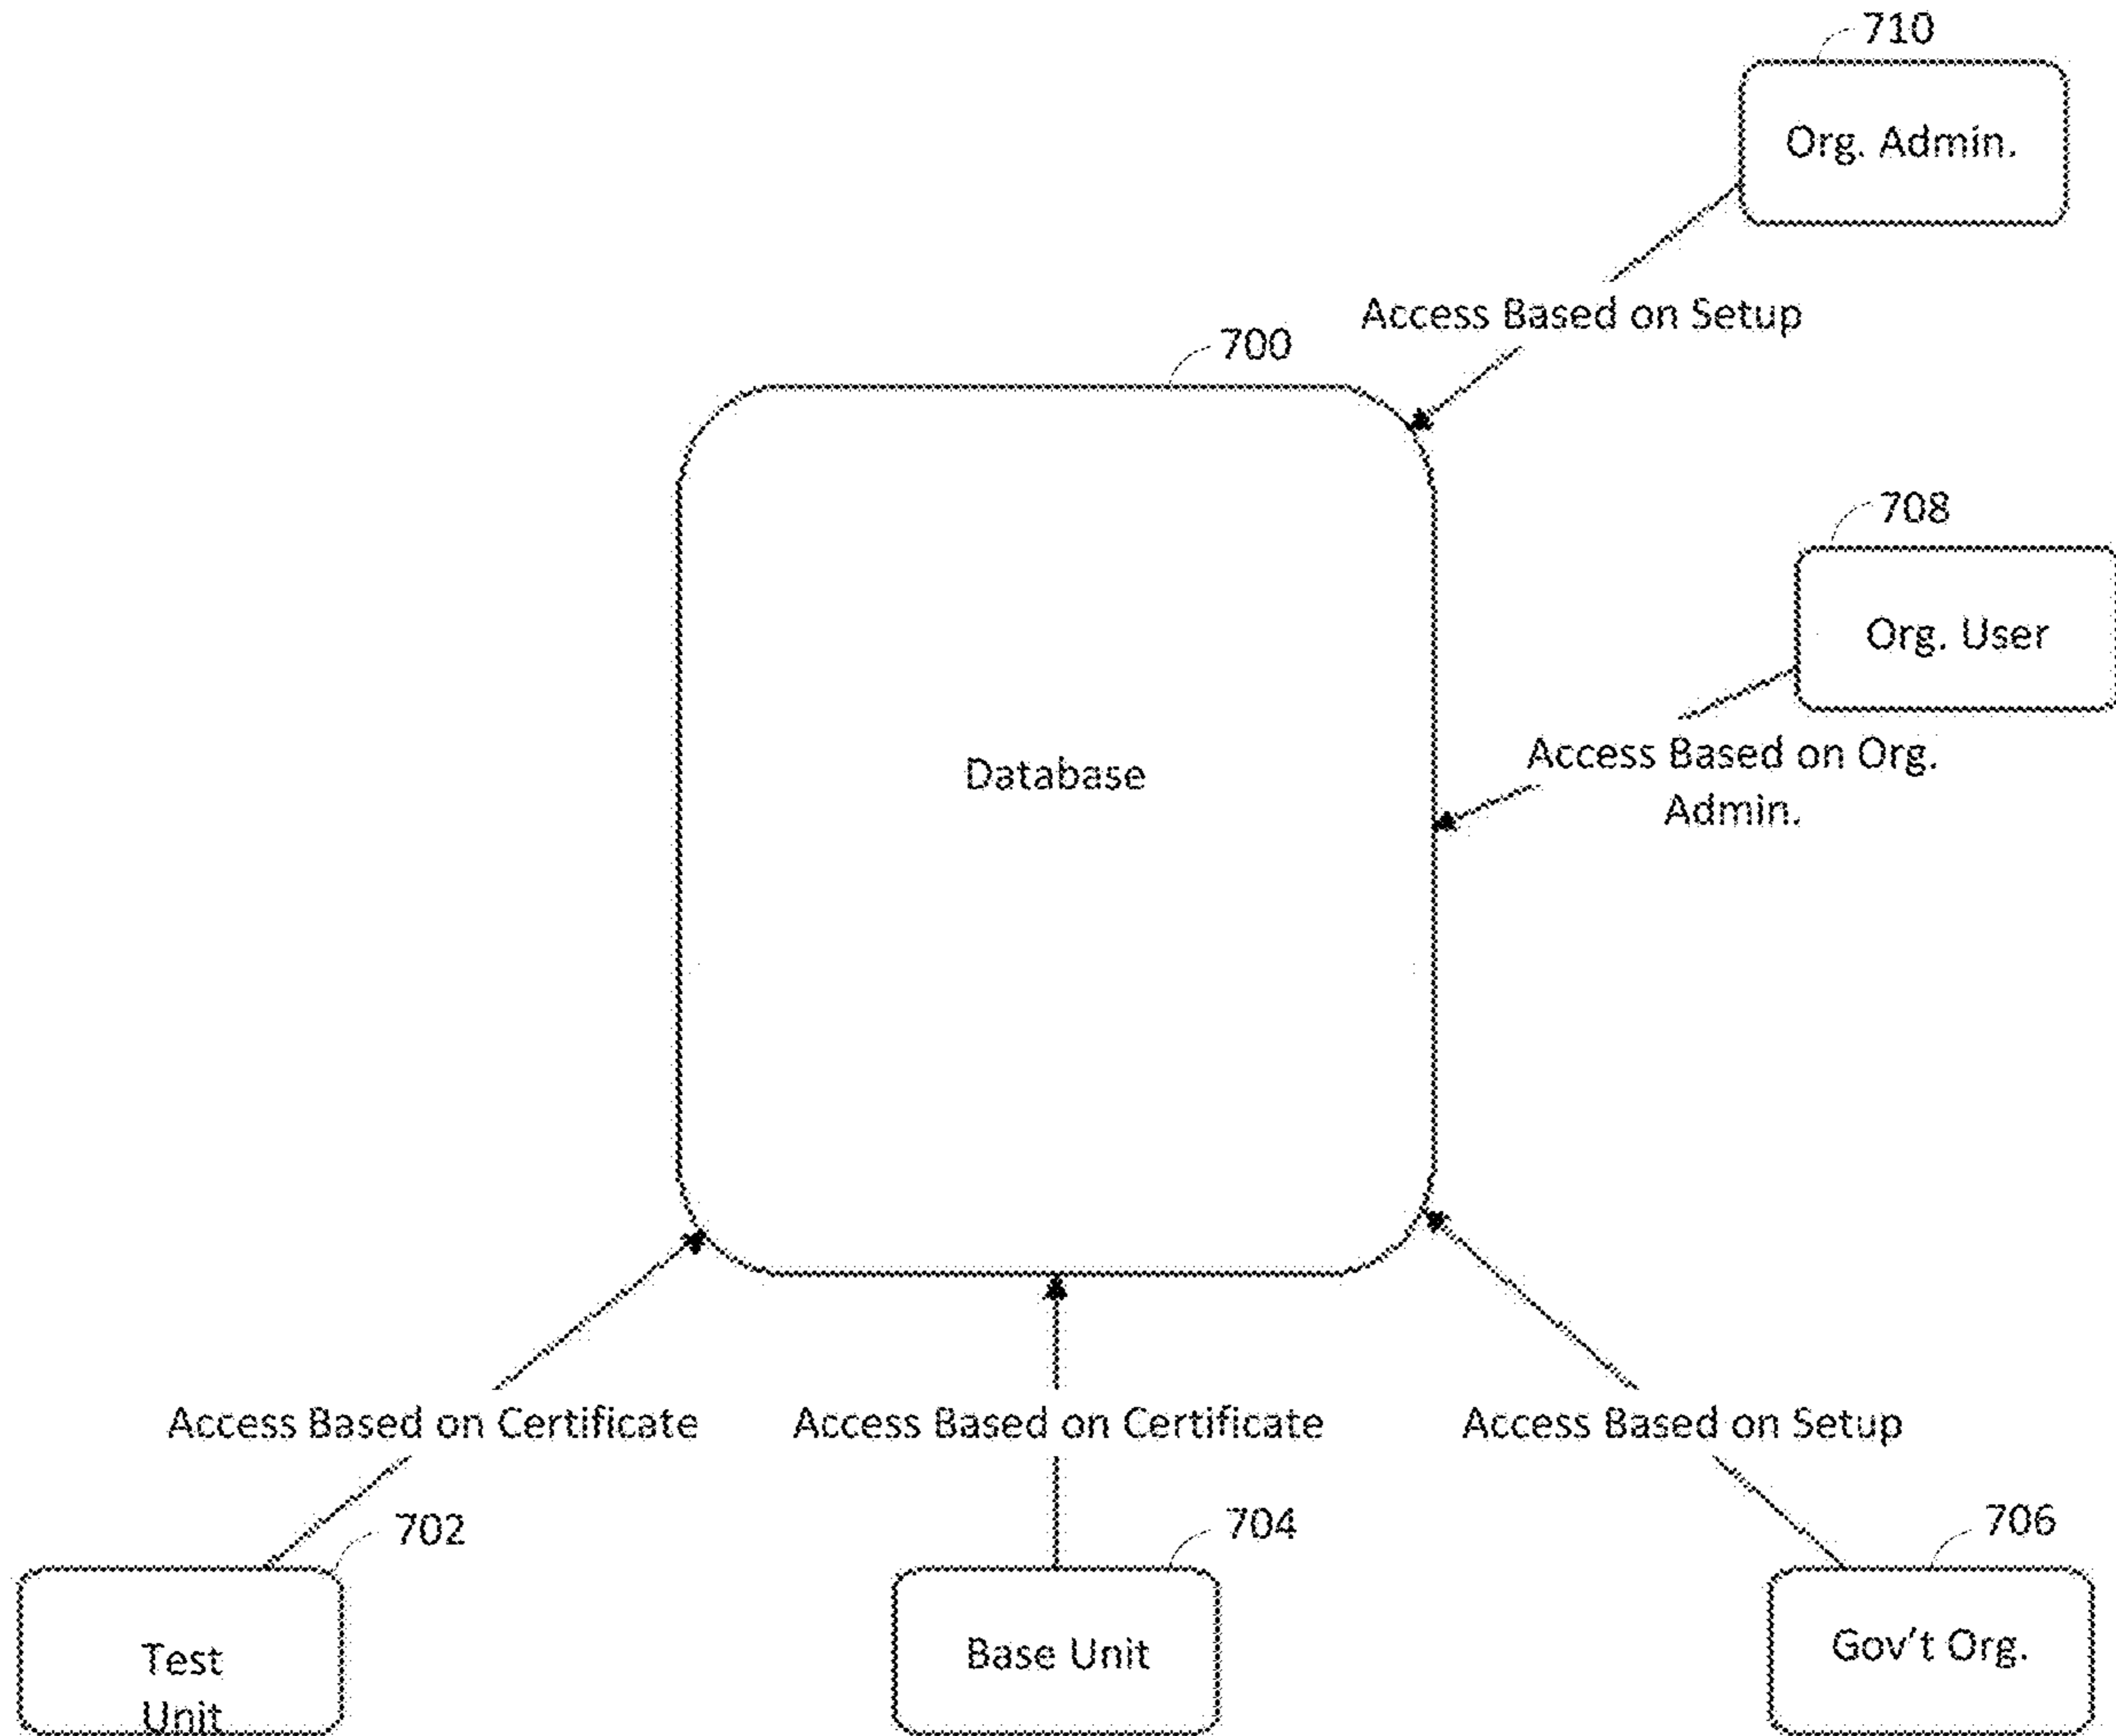 710
Org. Admin.
Access Based on Setup
700
708
Org. User
Access Based on Org.
Admin.
Database
Access Based on Certificate
Access Based on Certificate
Access Based on Setup
702
704
706
Test
Unit
Base Unit
Gov't Org.